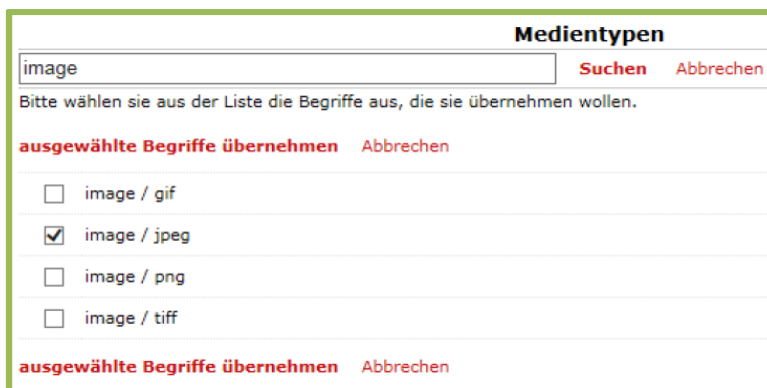 Medientypen
image Suchen Abbrechen
Bitte wählen sie aus der Liste die Begriffe aus, die sie übernehmen wollen.
ausgewählte Begriffe übernehmen Abbrechen
image / gif
image / jpeg
image / png
image / tiff
ausgewählte Begriffe übernehmen Abbrechen